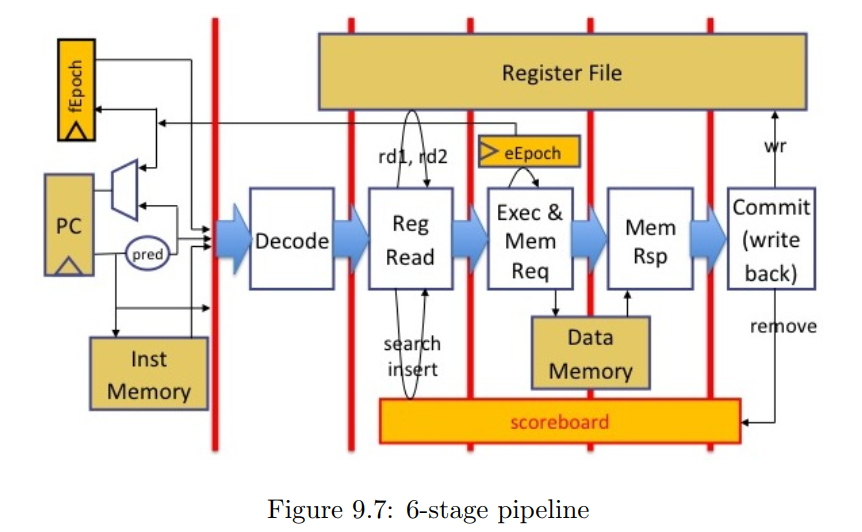 fEpoch
Register File
rd1, rd2
eEpoch
wr
PC
pred
Decode
Reg
Read
Exec &
Mem
Req
Mem
Rsp
Commit
(write
back)
Inst
Memory
search
insert
Data
Memory
remove
scoreboard
Figure 9.7: 6-stage pipeline